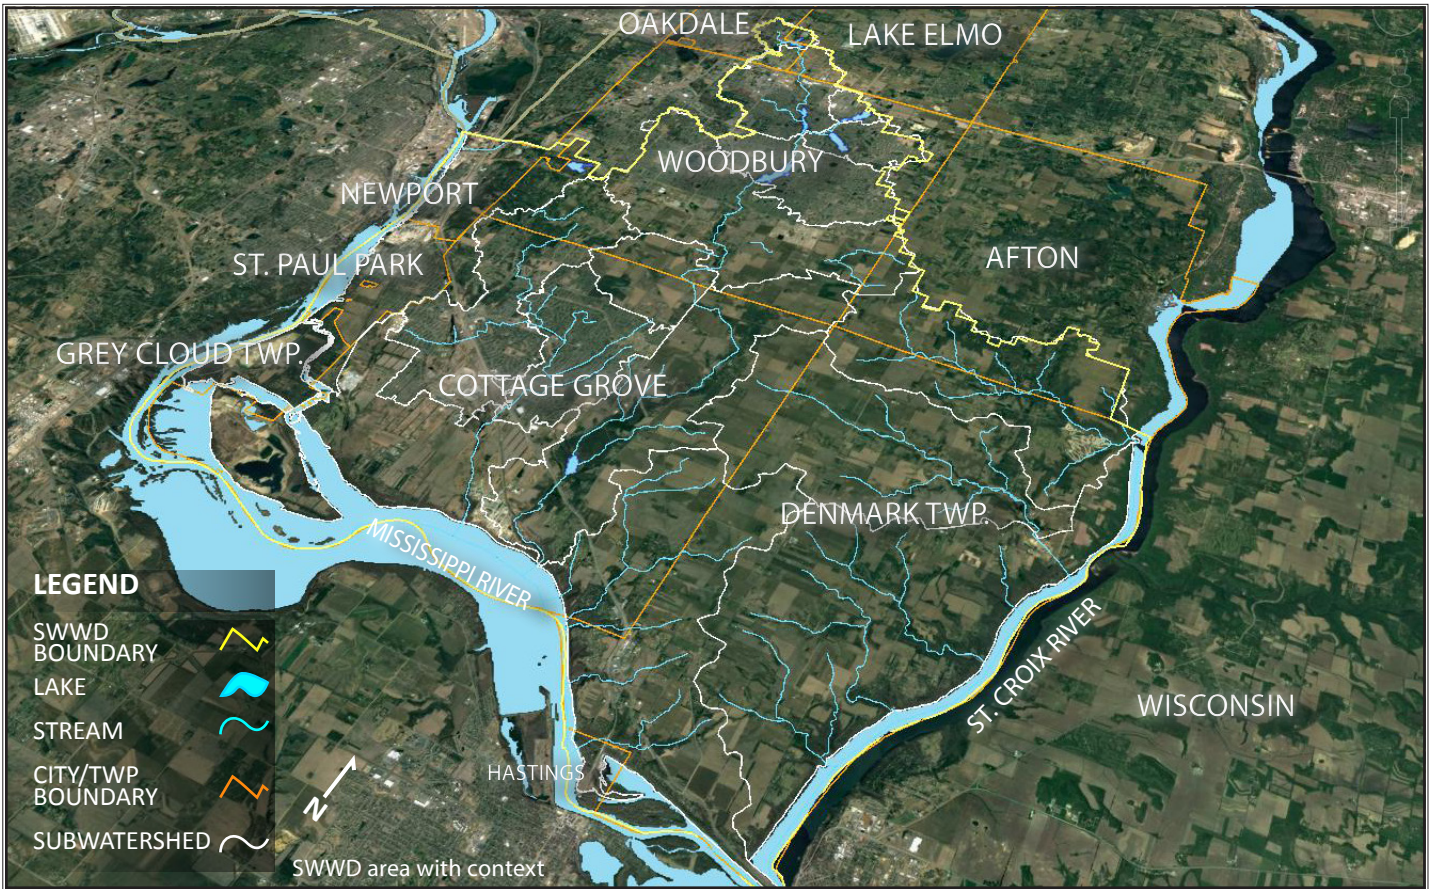 OAKDALE
LAKE ELMO
WOODBURY
NEWPORT
AFTON
ST. PAUL PARK
GREY CLOUD TWP.
COTTAGE GROVE
DENMARK TWP.
MISSISSIPPI RIVER
ST. CROIX RIVER
WISCONSIN
HASTINGS
LEGEND
SWWD
BOUNDARY
LAKE
STREAM
CITY/TWP
BOUNDARY
SUBWATERSHED
N
SWWD area with context